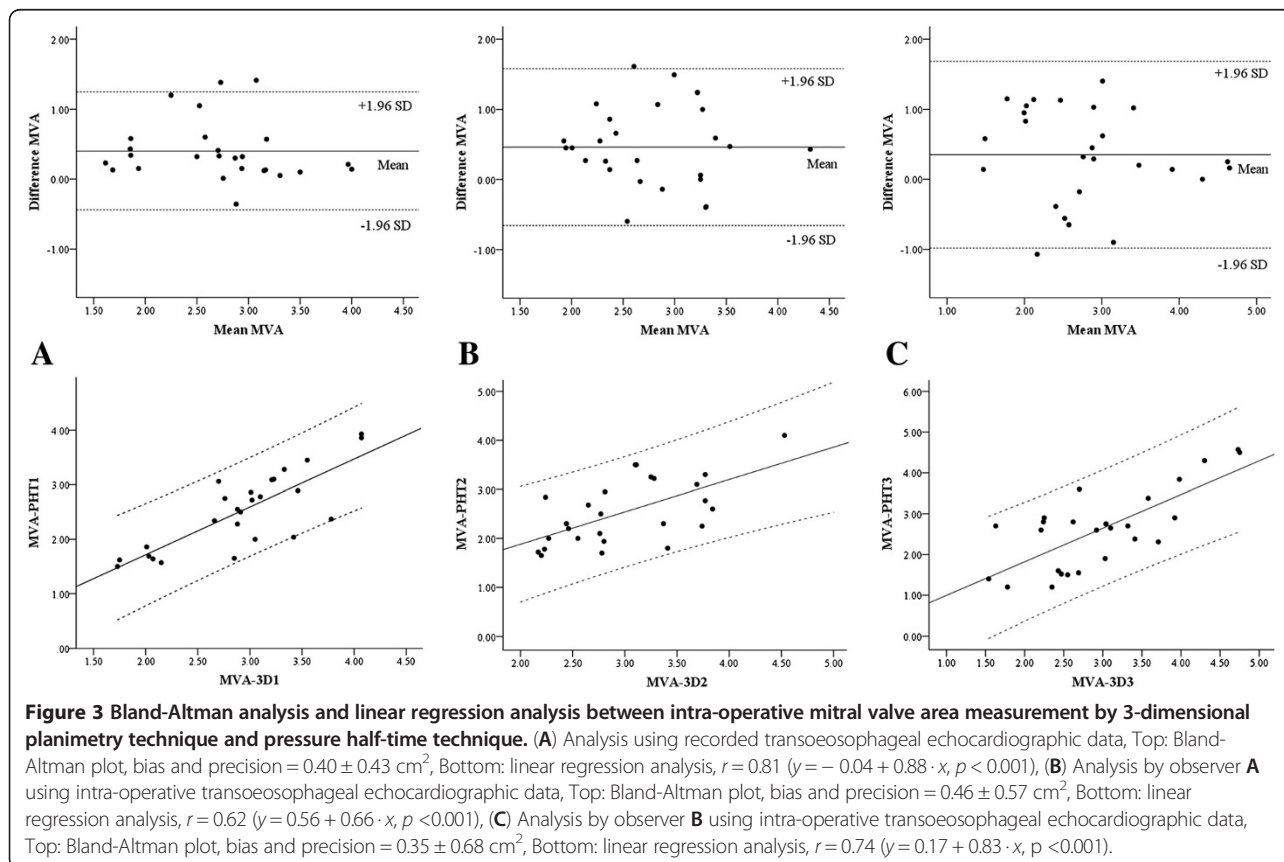 2.00
1.00
0.00
-1.00
Difference MVA
+1.96 SD
Mean
-1.96 SD
1.50 2.00 2.50 3.00 3.50 4.00 4.50
Mean MVA
2.00
1.00
0.00
-1.00
Difference MVA
+1.96 SD
Mean
-1.96 SD
1.50 2.00 2.50 3.00 3.50 4.00 4.50
Mean MVA
2.00
1.00
0.00
-1.00
Difference MVA
+1.96 SD
Mean
-1.96 SD
1.00 2.00 3.00 4.00 5.00
Mean MVA
A
4.00
3.00
2.00
1.00
.00
MVA-PHT1
1.50 2.00 2.50 3.00 3.50 4.00 4.50
MVA-3D1
B
5.00
4.00
3.00
2.00
1.00
0.00
MVA-PHT2
2.00 2.50 3.00 3.50 4.00 4.50 5.00
MVA-3D2
C
6.00
5.00
4.00
3.00
2.00
1.00
0.00
MVA-PHT3
1.00 1.50 2.00 2.50 3.00 3.50 4.00 4.50 5.00
MVA-3D3
Figure 3 Bland-Altman analysis and linear regression analysis between intra-operative mitral valve area measurement by 3-dimensional
planimetry technique and pressure half-time technique. (A) Analysis using recorded transoeosophageal echocardiographic data, Top: Bland-
Altman plot, bias and precision = 0.40 ± 0.43 cm², Bottom: linear regression analysis, r = 0.81 (y = − 0.04 + 0.88 · x, p < 0.001), (B) Analysis by observer A
using intra-operative transoeosophageal echocardiographic data, Top: Bland-Altman plot, bias and precision = 0.46 ± 0.57 cm², Bottom: linear
regression analysis, r = 0.62 (y = 0.56 + 0.66 · x, p <0.001), (C) Analysis by observer B using intra-operative transoeosophageal echocardiographic data,
Top: Bland-Altman plot, bias and precision = 0.35 ± 0.68 cm², Bottom: linear regression analysis, r = 0.74 (y = 0.17 + 0.83 · x, p <0.001).